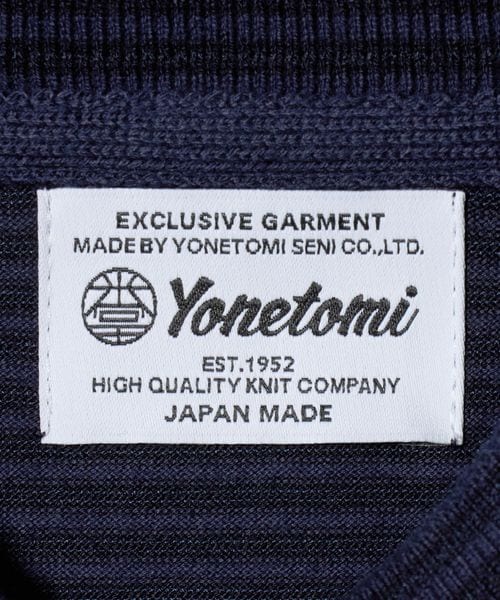 EXCLUSIVE GARMENT
MADE BY YONETOMI SENI CO.,LTD.
Yonetomi
EST.1952
HIGH QUALITY KNIT COMPANY
JAPAN MADE